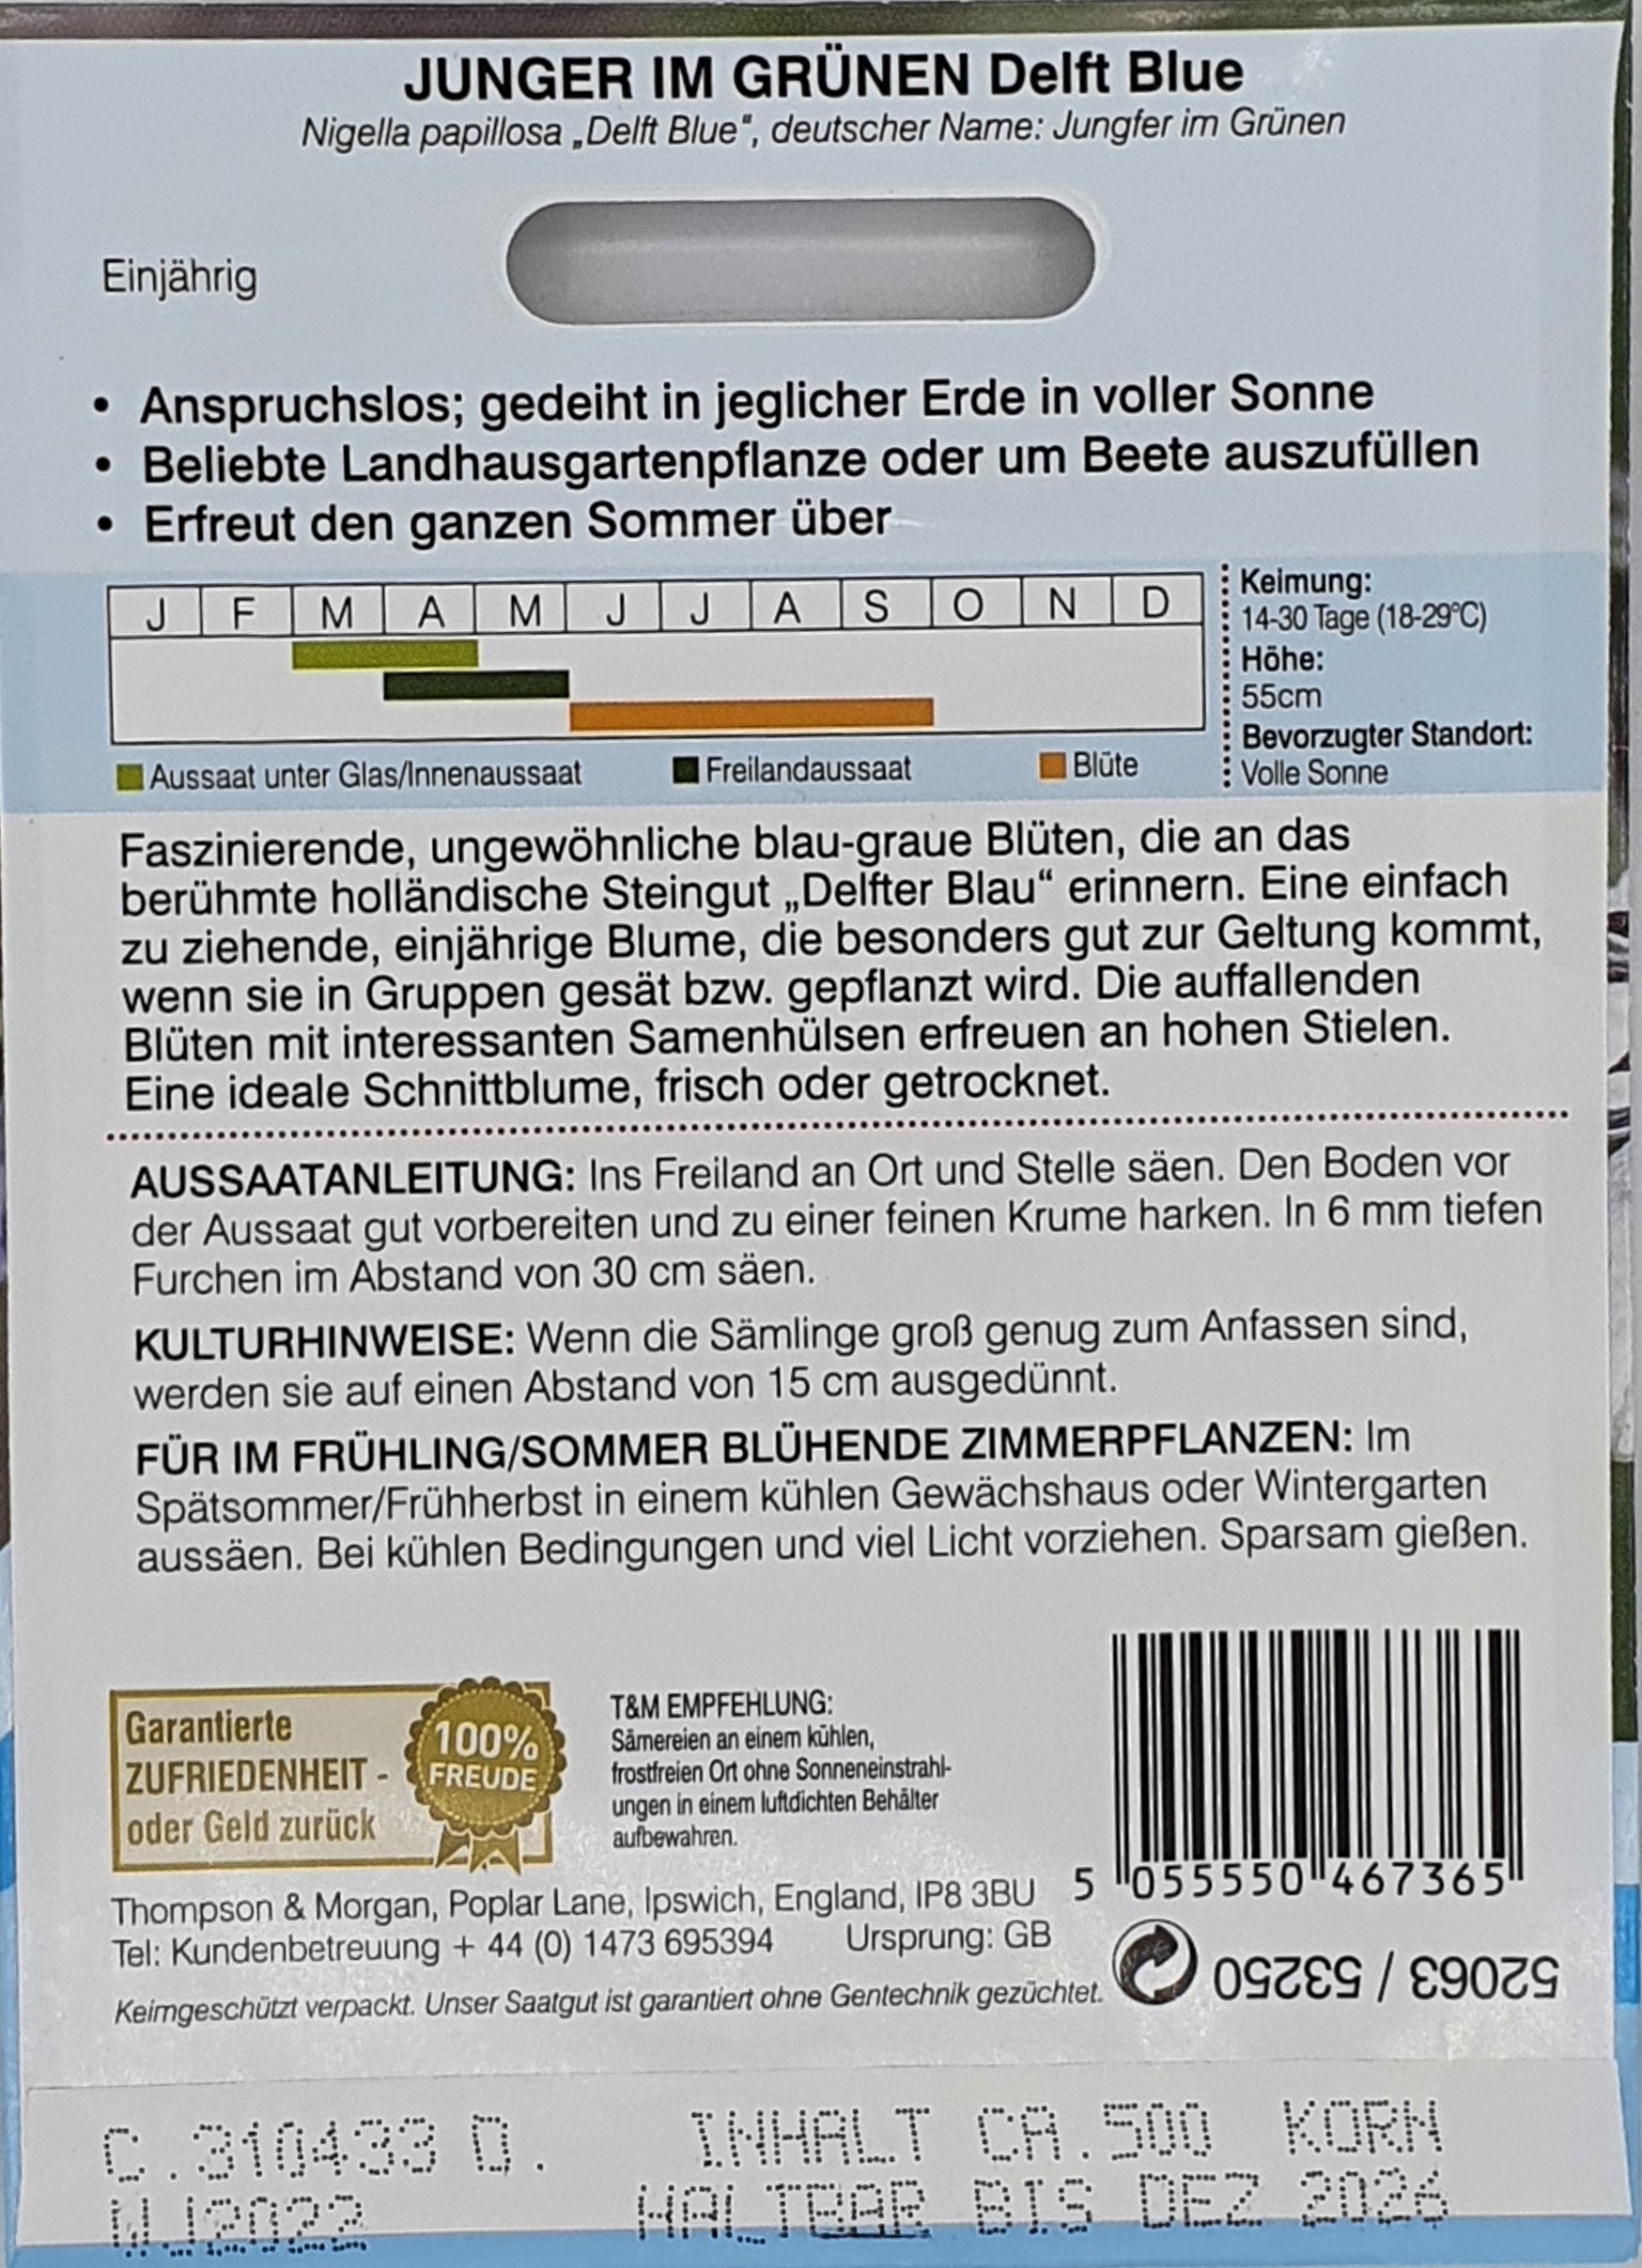 JUNGER IM GRÜNEN Delft Blue
Nigella papillosa „Delft Blue“, deutscher Name: Jungfer im Grünen
Einjährig
• Anspruchslos; gedeiht in jeglicher Erde in voller Sonne
• Beliebte Landhausgartenpflanze oder um Beete auszufüllen
• Erfreut den ganzen Sommer über
J F M A M J J A S O N D
Aussaat unter Glas/Innenaussaat Freilandaussaat Blüte
Keimung:
14-30 Tage (18-29°C)
Höhe:
55cm
Bevorzugter Standort:
Volle Sonne
Faszinierende, ungewöhnliche blau-graue Blüten, die an das
berühmte holländische Steingut „Delfter Blau“ erinnern. Eine einfach
zu ziehende, einjährige Blume, die besonders gut zur Geltung kommt,
wenn sie in Gruppen gesät bzw. gepflanzt wird. Die auffallenden
Blüten mit interessanten Samenhülsen erfreuen an hohen Stielen.
Eine ideale Schnittblume, frisch oder getrocknet.
AUSSAATANLEITUNG: Ins Freiland an Ort und Stelle säen. Den Boden vor
der Aussaat gut vorbereiten und zu einer feinen Krume harken. In 6 mm tiefen
Furchen im Abstand von 30 cm säen.
KULTURHINWEISE: Wenn die Sämlinge groß genug zum Anfassen sind,
werden sie auf einen Abstand von 15 cm ausgedünnt.
FÜR IM FRÜHLING/SOMMER BLÜHENDE ZIMMERPFLANZEN: Im
Spätsommer/Frühherbst in einem kühlen Gewächshaus oder Wintergarten
aussäen. Bei kühlen Bedingungen und viel Licht vorziehen. Sparsam gießen.
Garantierte
ZUFRIEDENHEIT -
oder Geld zurück
100%
FREUDE
T&M EMPFEHLUNG:
Sämereien an einem kühlen,
frostfreien Ort ohne Sonneneinstrahl-
ungen in einem luftdichten Behälter
aufbewahren.
5 055550 467365
Thompson & Morgan, Poplar Lane, Ipswich, England, IP8 3BU
Tel: Kundenbetreuung + 44 (0) 1473 695394 Ursprung: GB
Keimgeschützt verpackt. Unser Saatgut ist garantiert ohne Gentechnik gezüchtet.
52063 / 53250
C.310433 D. INHALT CA.500 KORN
HALTBAR BIS DEZ 2026